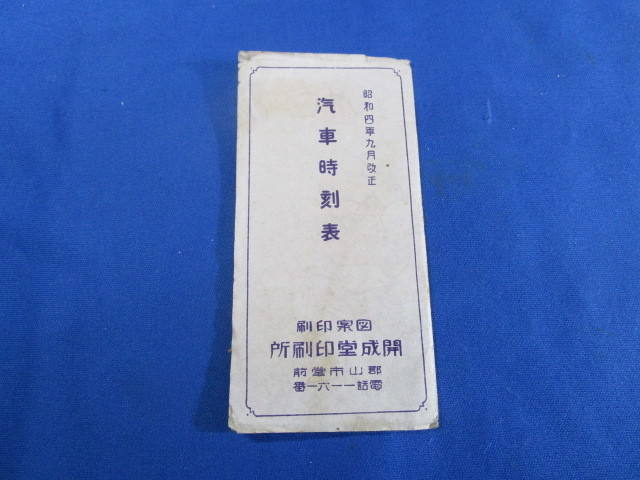 昭和四年九月改正
汽車時刻表
図案印刷
開成堂印刷所
郡山市堂前
電話一一六一番